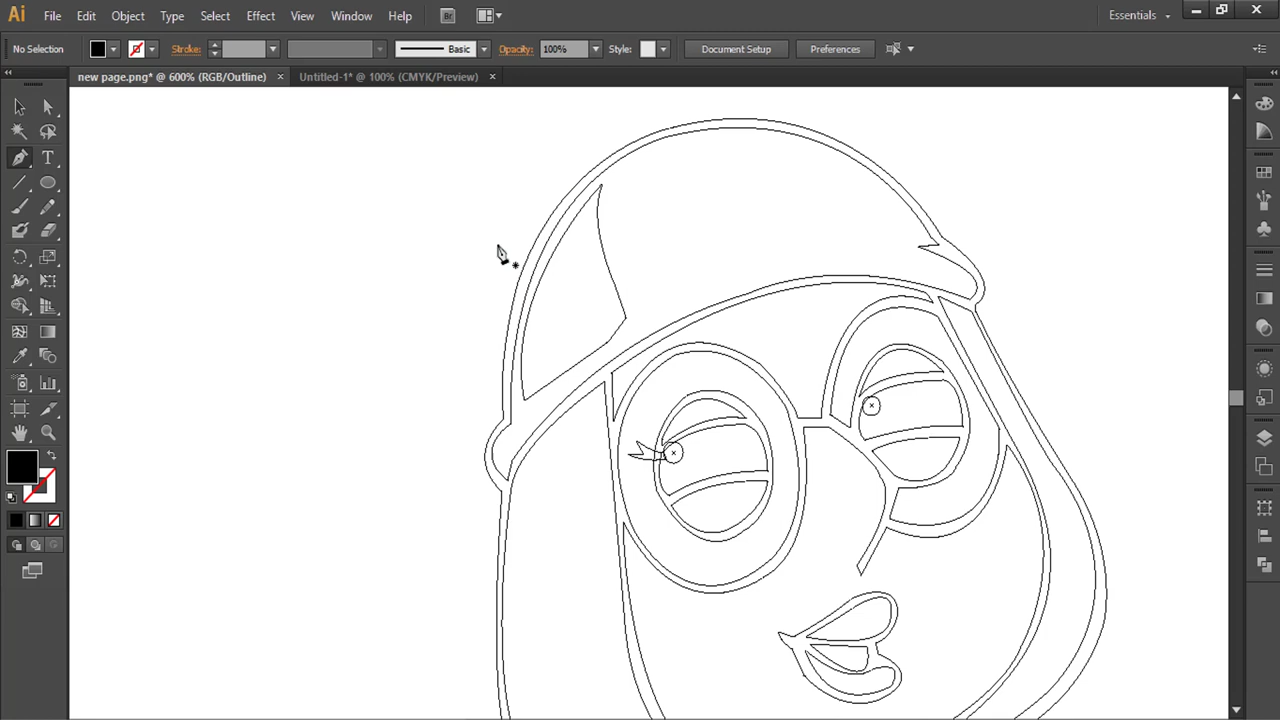 Ai File Edit Object Type Select Effect View Window Help Br Essentials
No Selection Stroke: Basic Opacity: 100% Style: Document Setup Preferences
new page.png* @ 600% (RGB/Outline) × Untitled-1* @ 100% (CMYK/Preview) ×
T